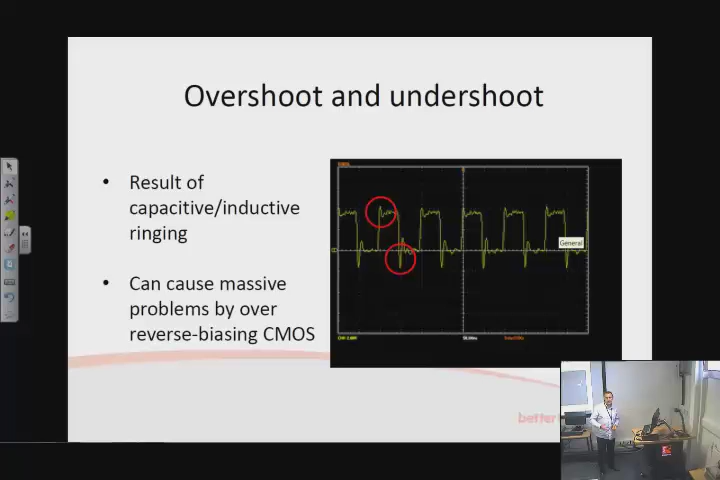 Overshoot and undershoot
• Result of
capacitive/inductive
ringing
• Can cause massive
problems by over
reverse-biasing CMOS
General
better